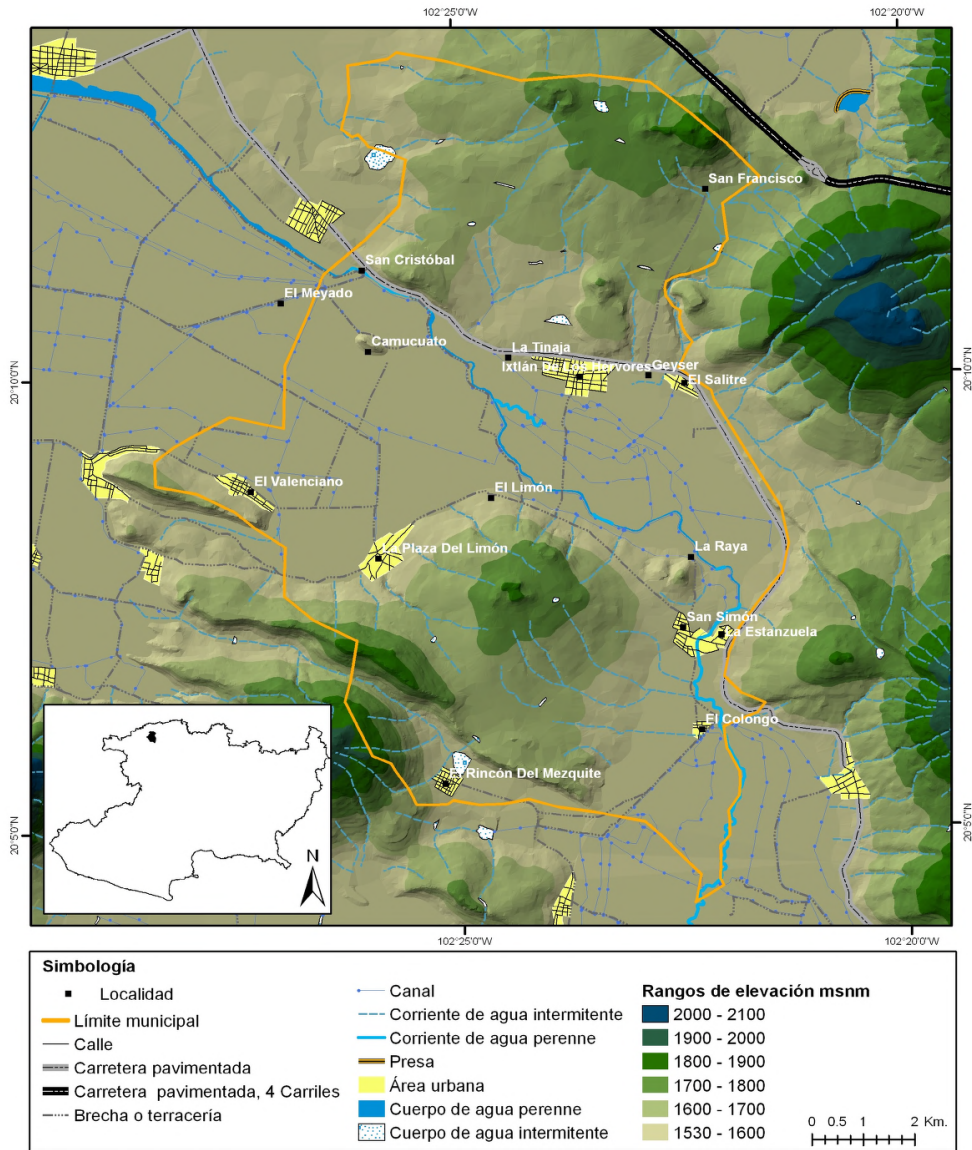 102°25'0"W
102°20'0"W
San Francisco
San Cristóbal
El Meyado
Camucuato
La Tinaja
Ixtlán De Los Hervores
Geyser
El Salitre
20°10'0"N
20°10'0"N
El Valenciano
El Limón
La Plaza Del Limón
La Raya
San Simón
La Estanzuela
El Colongo
El Rincón Del Mezquite
20°5'0"N
20°5'0"N
N
102°25'0"W
102°20'0"W
Simbología
Localidad
Límite municipal
Calle
Carretera pavimentada
Carretera pavimentada, 4 Carriles
Brecha o terracería
Canal
Corriente de agua intermitente
Corriente de agua perenne
Presa
Área urbana
Cuerpo de agua perenne
Cuerpo de agua intermitente
Rangos de elevación msnm
2000 - 2100
1900 - 2000
1800 - 1900
1700 - 1800
1600 - 1700
1530 - 1600
0 0.5 1 2 Km.